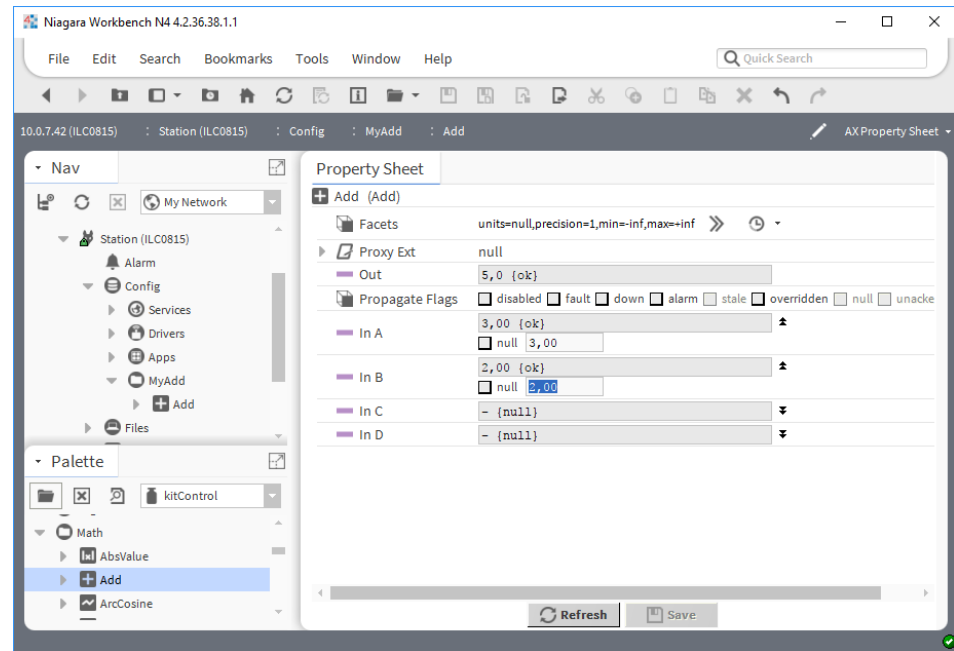 Niagara Workbench N4 4.2.36.38.1.1
File Edit Search Bookmarks Tools Window Help
Quick Search
10.0.7.42 (ILC0815) : Station (ILC0815) : Config : MyAdd : Add
AX Property Sheet
Nav
My Network
Station (ILC0815)
Alarm
Config
Services
Drivers
Apps
MyAdd
Add
Files
Palette
kitControl
Math
AbsValue
Add
ArcCosine
Property Sheet
Add (Add)
Facets units=null,precision=1,min=-inf,max=+inf
Proxy Ext null
Out 5,0 {ok}
Propagate Flags disabled fault down alarm stale overridden null unacke
In A 3,00 {ok}
null 3,00
In B 2,00 {ok}
null 2,00
In C - {null}
In D - {null}
Refresh Save